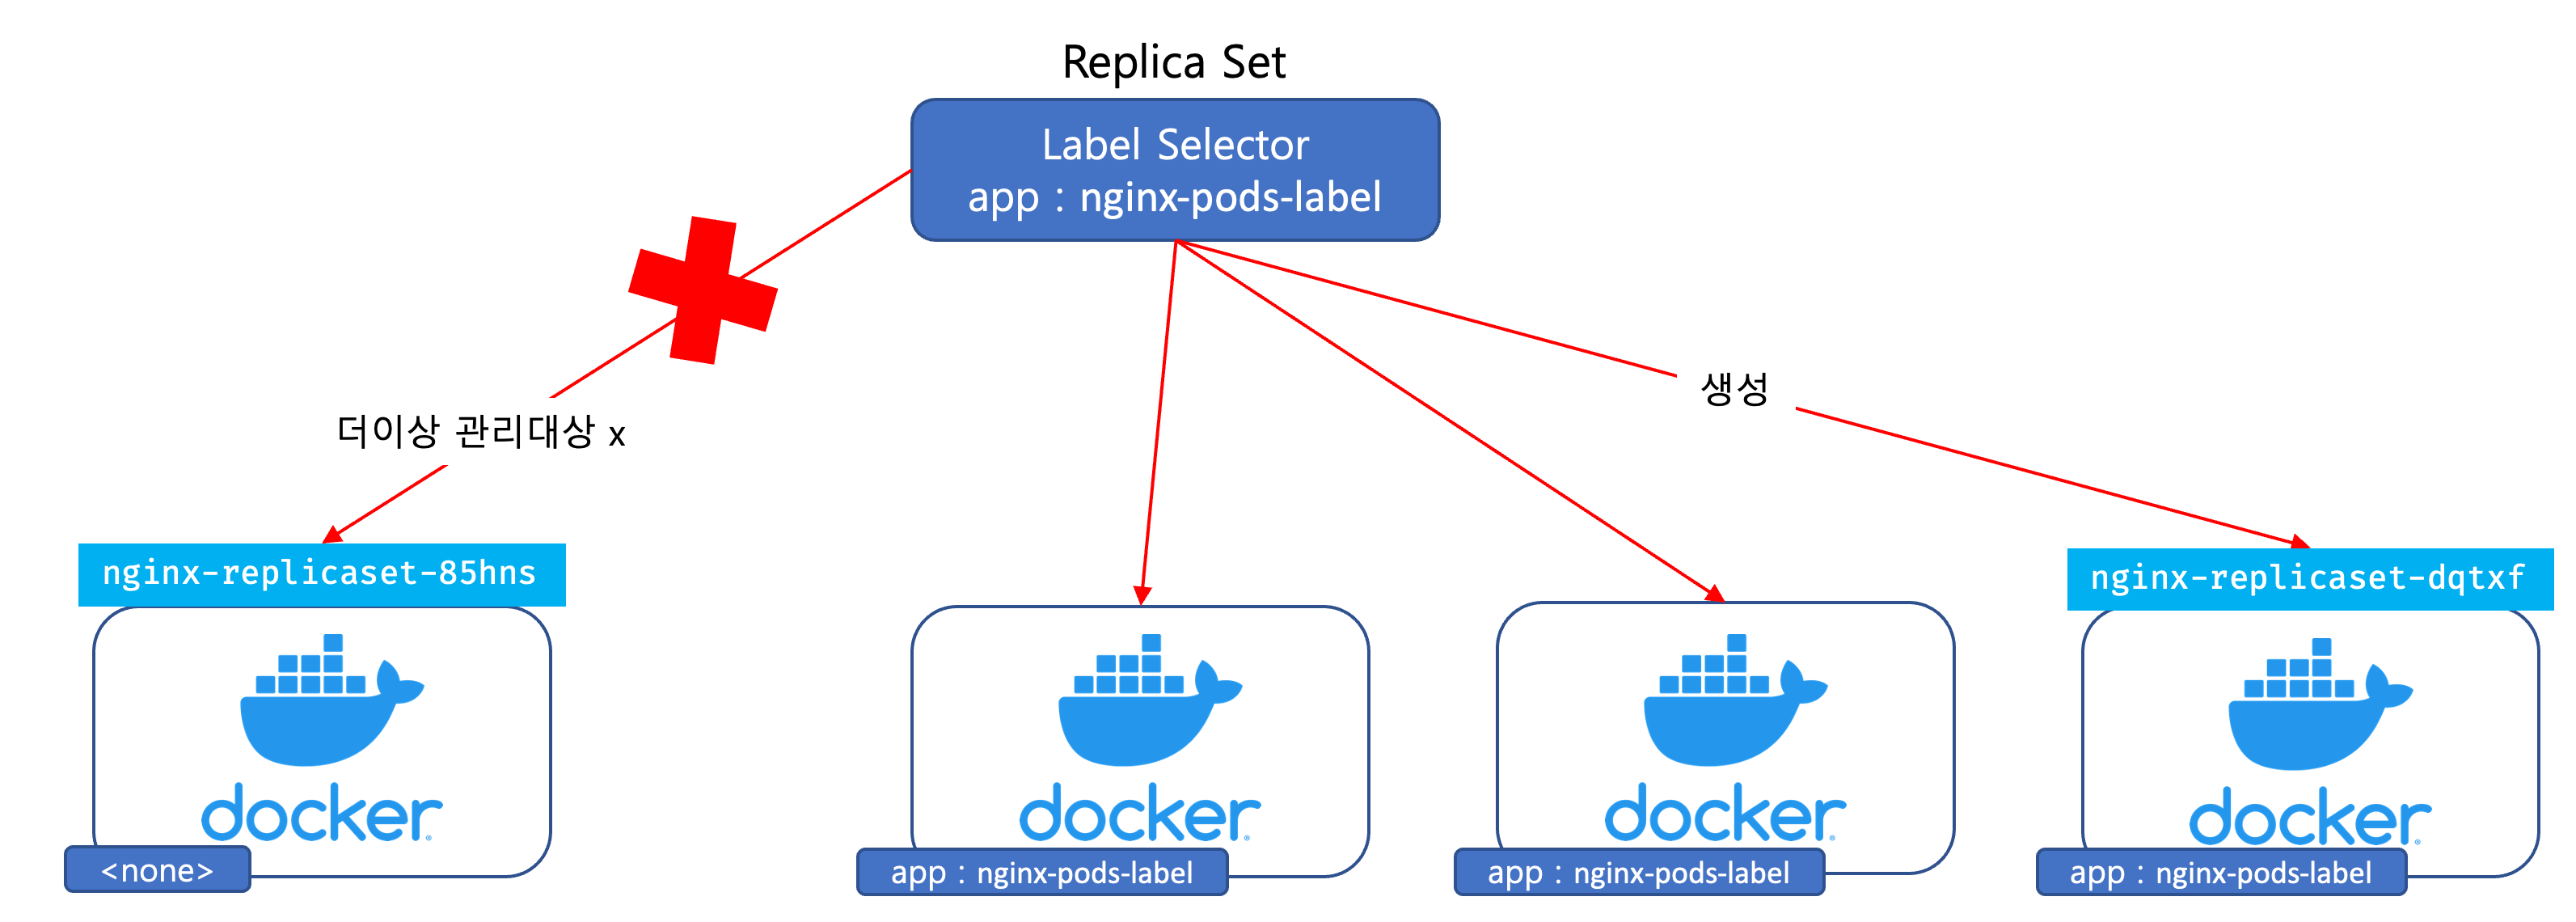 Replica Set
Label Selector
app : nginx-pods-label
생성
더이상 관리대상 x
nginx-replicaset-85hns
nginx-replicaset-dqtxf
docker
docker
docker
docker
<none>
app : nginx-pods-label
app : nginx-pods-label
app : nginx-pods-label